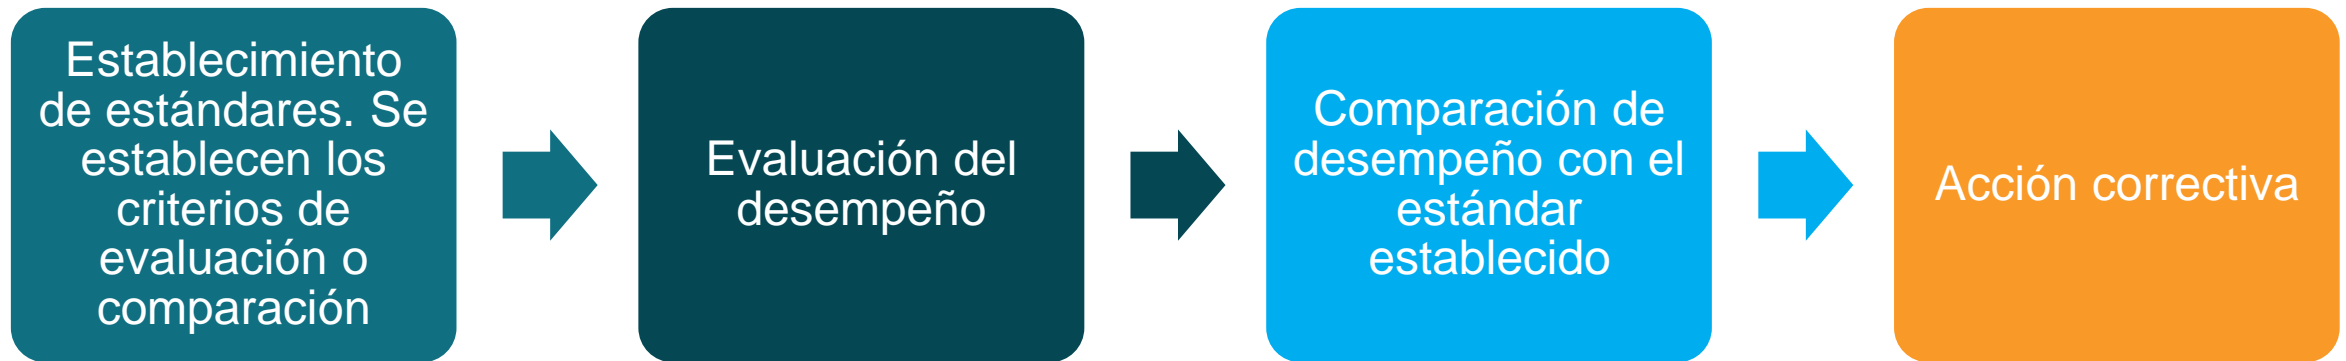 Establecimiento
de estándares. Se
establecen los
criterios de
evaluación o
comparación
Evaluación del
desempeño
Comparación de
desempeño con el
estándar
establecido
Acción correctiva